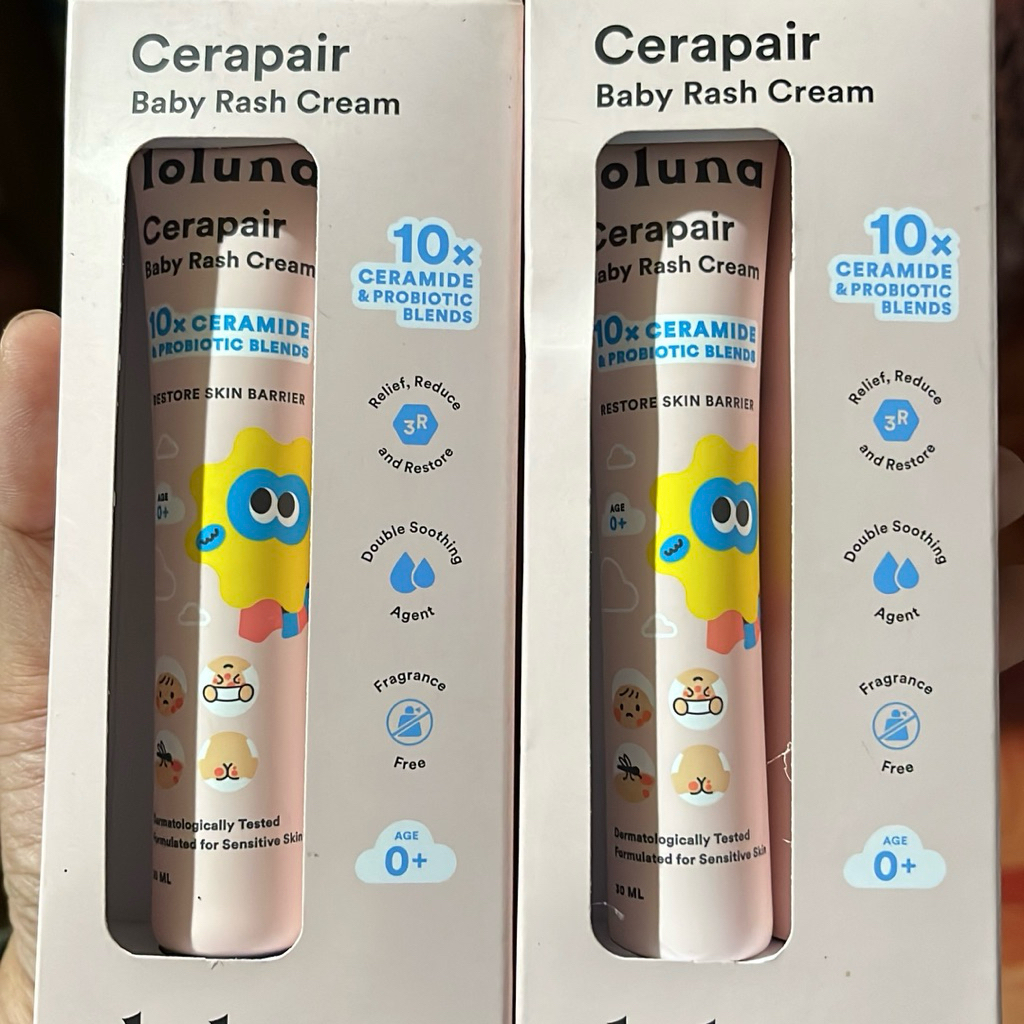 Cerapair
Baby Rash Cream
loluna
Cerapair
Baby Rash Cream
10x CERAMIDE
& PROBIOTIC BLENDS
RESTORE SKIN BARRIER
AGE
0+
Dermatologically Tested
Formulated for Sensitive Skin
ML
10x
CERAMIDE
& PROBIOTIC
BLENDS
Relief, Reduce
3R
and Restore
Double Soothing
Agent
Fragrance
Free
AGE
0+
Cerapair
Baby Rash Cream
oluna
Cerapair
aby Rash Cream
10x CERAMIDE
& PROBIOTIC BLENDS
RESTORE SKIN BARRIER
AGE
0+
Dermatologically Tested
Formulated for Sensitive Skin
ML
10x
CERAMIDE
& PROBIOTIC
BLENDS
Relief, Reduce
3R
and Restore
Double Soothing
Agent
Fragrance
Free
AGE
0+